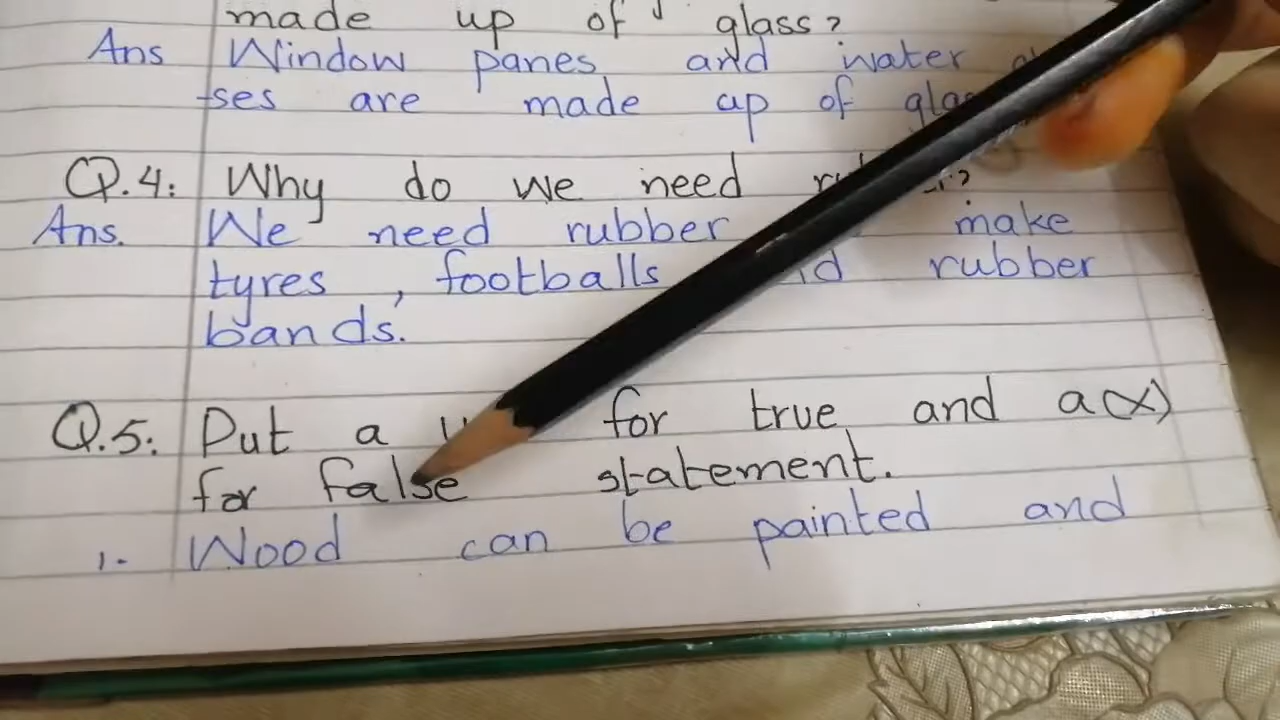 made up of glass?
Ans Window panes and water
-ses are made up of
Q.4: Why do we need
Ans. We need rubber make
tyres, footballs rubber
bands.
Q.5: Put a for true and a (x)
for false statement.
1. Wood can be painted and